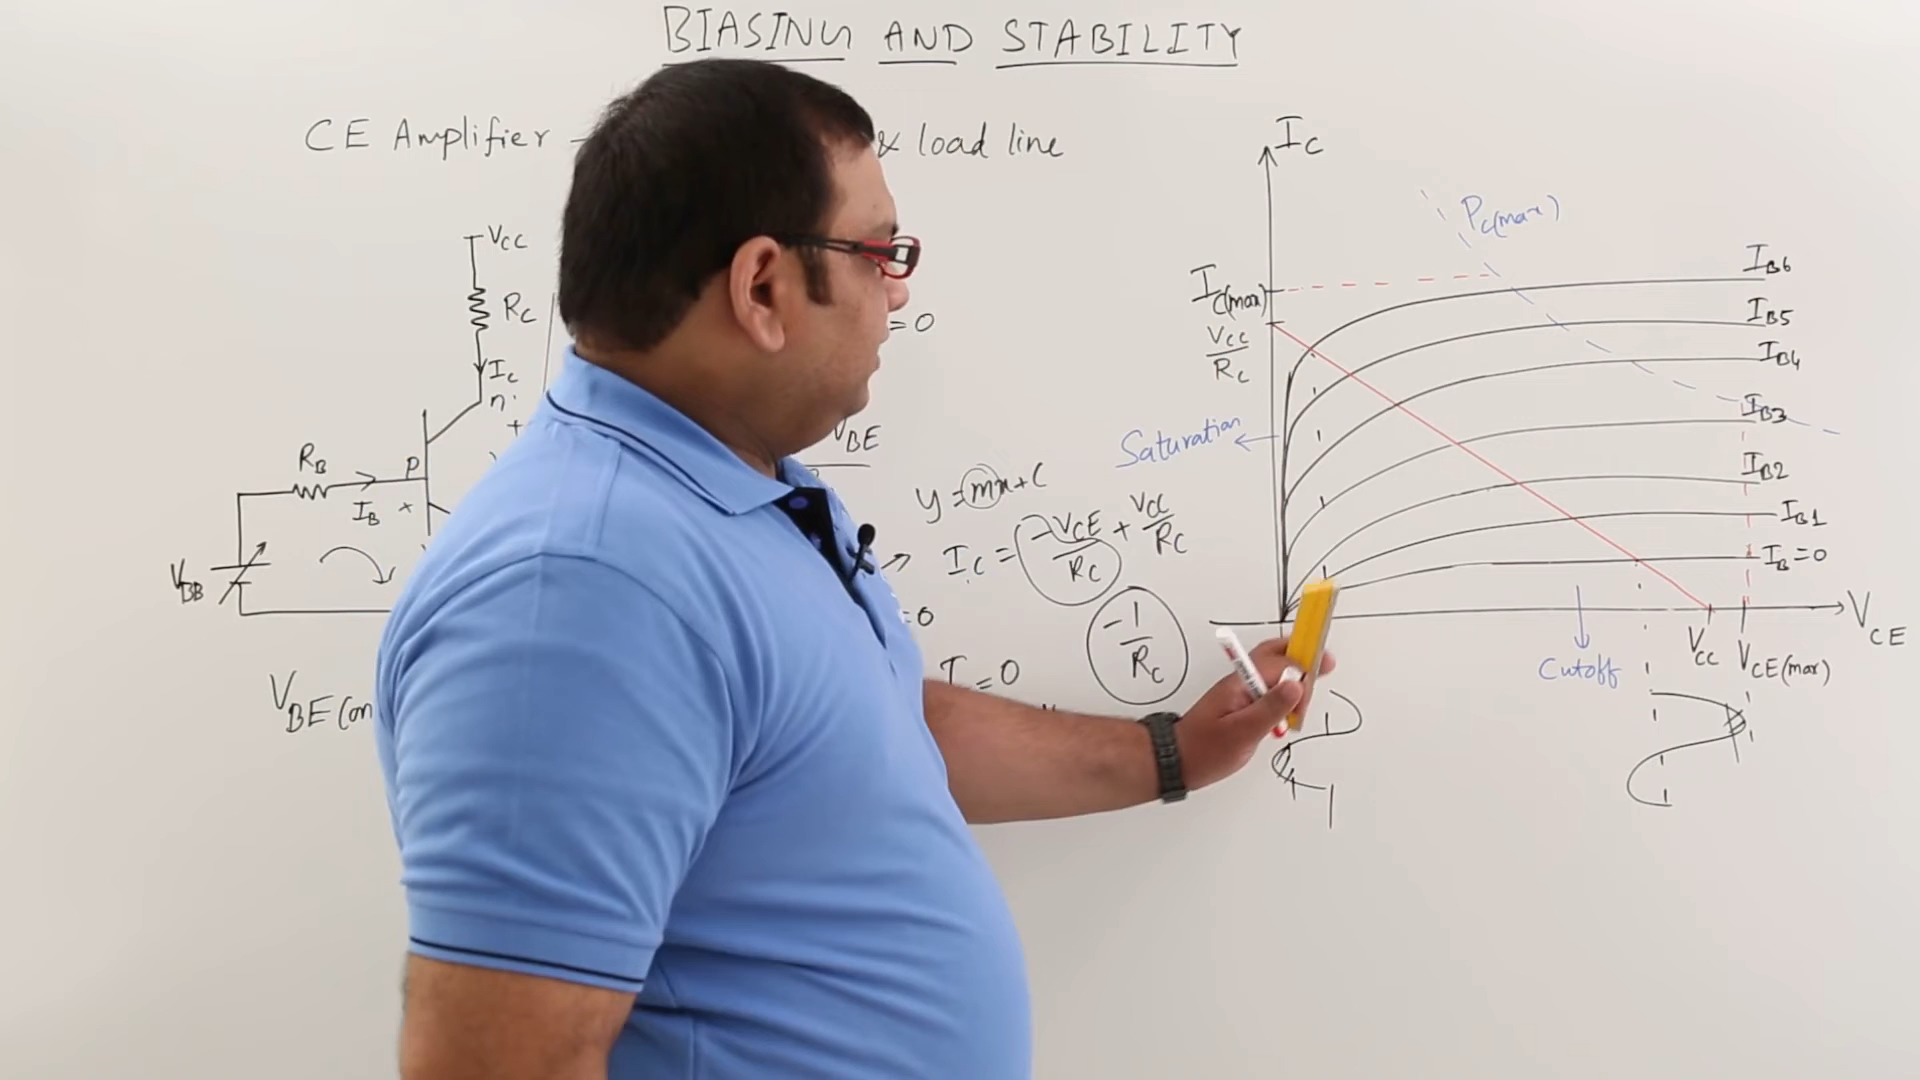 BIASING AND STABILITY
CE Amplifier - & load line
VCC
RC
IC
n
+
RB
P
IB +
VBB
VBE(on
=0
VBE
y=mx+c
IC = -VCE/RC + VCC/RC
-1/RC
=0
I =0
IC
PC(max)
IC(max)
VCC/RC
Saturation
IB6
IB5
IB4
IB3
IB2
IB1
IB=0
VCE
Cutoff
VCC
VCE(max)